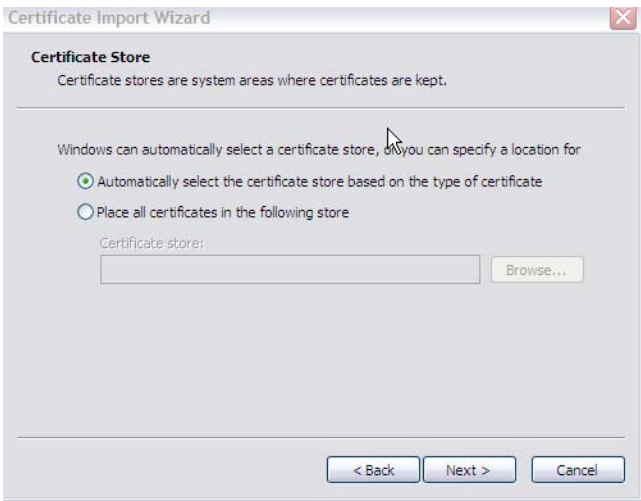 Certificate Import Wizard
Certificate Store
Certificate stores are system areas where certificates are kept.
Windows can automatically select a certificate store, or you can specify a location for
Automatically select the certificate store based on the type of certificate
Place all certificates in the following store
Certificate store:
Browse...
< Back Next > Cancel